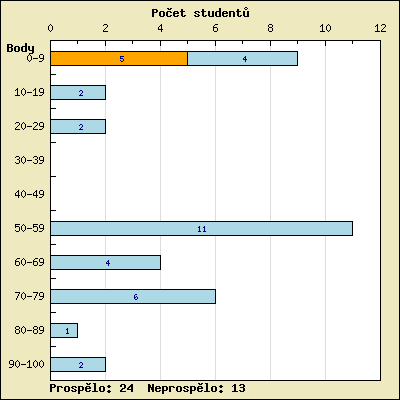 Počet studentů
0 2 4 6 8 10 12
Body
0-9 5 4
10-19 2
20-29 2
30-39
40-49
50-59 11
60-69 4
70-79 6
80-89 1
90-100 2
Prospělo: 24 Neprospělo: 13